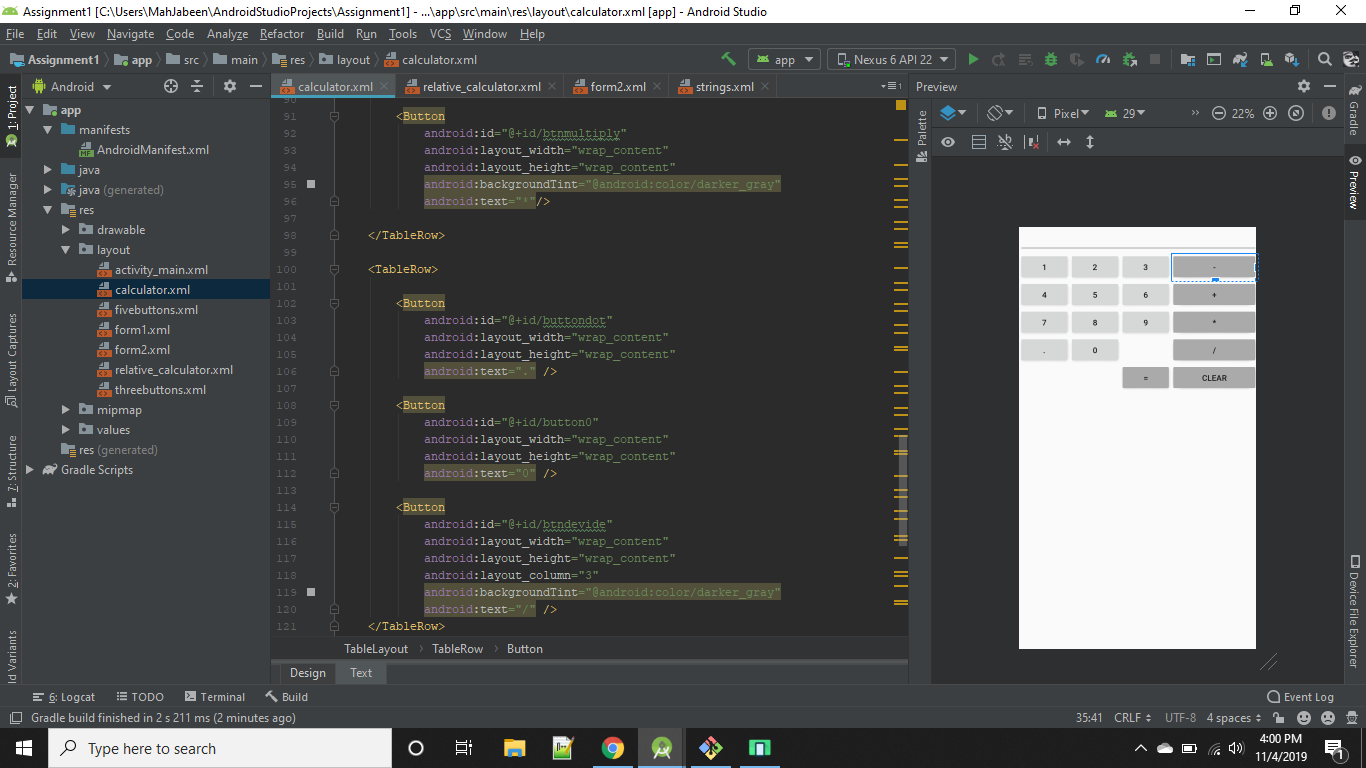 Assignment1 [C:\Users\MahJabeen\AndroidStudioProjects\Assignment1] - ...\app\src\main\res\layout\calculator.xml [app] - Android Studio
File Edit View Navigate Code Analyze Refactor Build Run Tools VCS Window Help
Assignment1 app src main res layout calculator.xml
app Nexus 6 API 22
Android
calculator.xml relative_calculator.xml form2.xml strings.xml
Preview
1: Project
Resource Manager
Layout Captures
7: Structure
2: Favorites
ld Variants
app
manifests
AndroidManifest.xml
java
java (generated)
res
drawable
layout
activity_main.xml
calculator.xml
fivebuttons.xml
form1.xml
form2.xml
relative_calculator.xml
threebuttons.xml
mipmap
values
res (generated)
Gradle Scripts
90
91 <Button
92 android:id="@+id/btnmultiply"
93 android:layout_width="wrap_content"
94 android:layout_height="wrap_content"
95 android:backgroundTint="@android:color/darker_gray"
96 android:text="*"/>
97
98 </TableRow>
99
100 <TableRow>
101
102 <Button
103 android:id="@+id/buttondot"
104 android:layout_width="wrap_content"
105 android:layout_height="wrap_content"
106 android:text="." />
107
108 <Button
109 android:id="@+id/button0"
110 android:layout_width="wrap_content"
111 android:layout_height="wrap_content"
112 android:text="0" />
113
114 <Button
115 android:id="@+id/btndevide"
116 android:layout_width="wrap_content"
117 android:layout_height="wrap_content"
118 android:layout_column="3"
119 android:backgroundTint="@android:color/darker_gray"
120 android:text="/" />
121 </TableRow>
TableLayout TableRow Button
Design Text
Palette
Pixel 29 » 22%
1 2 3 -
4 5 6 +
7 8 9 *
. 0 /
= CLEAR
Gradle
Preview
Device File Explorer
6: Logcat TODO Terminal Build Event Log
Gradle build finished in 2 s 211 ms (2 minutes ago)
35:41 CRLF UTF-8 4 spaces
Type here to search
4:00 PM
11/4/2019
1